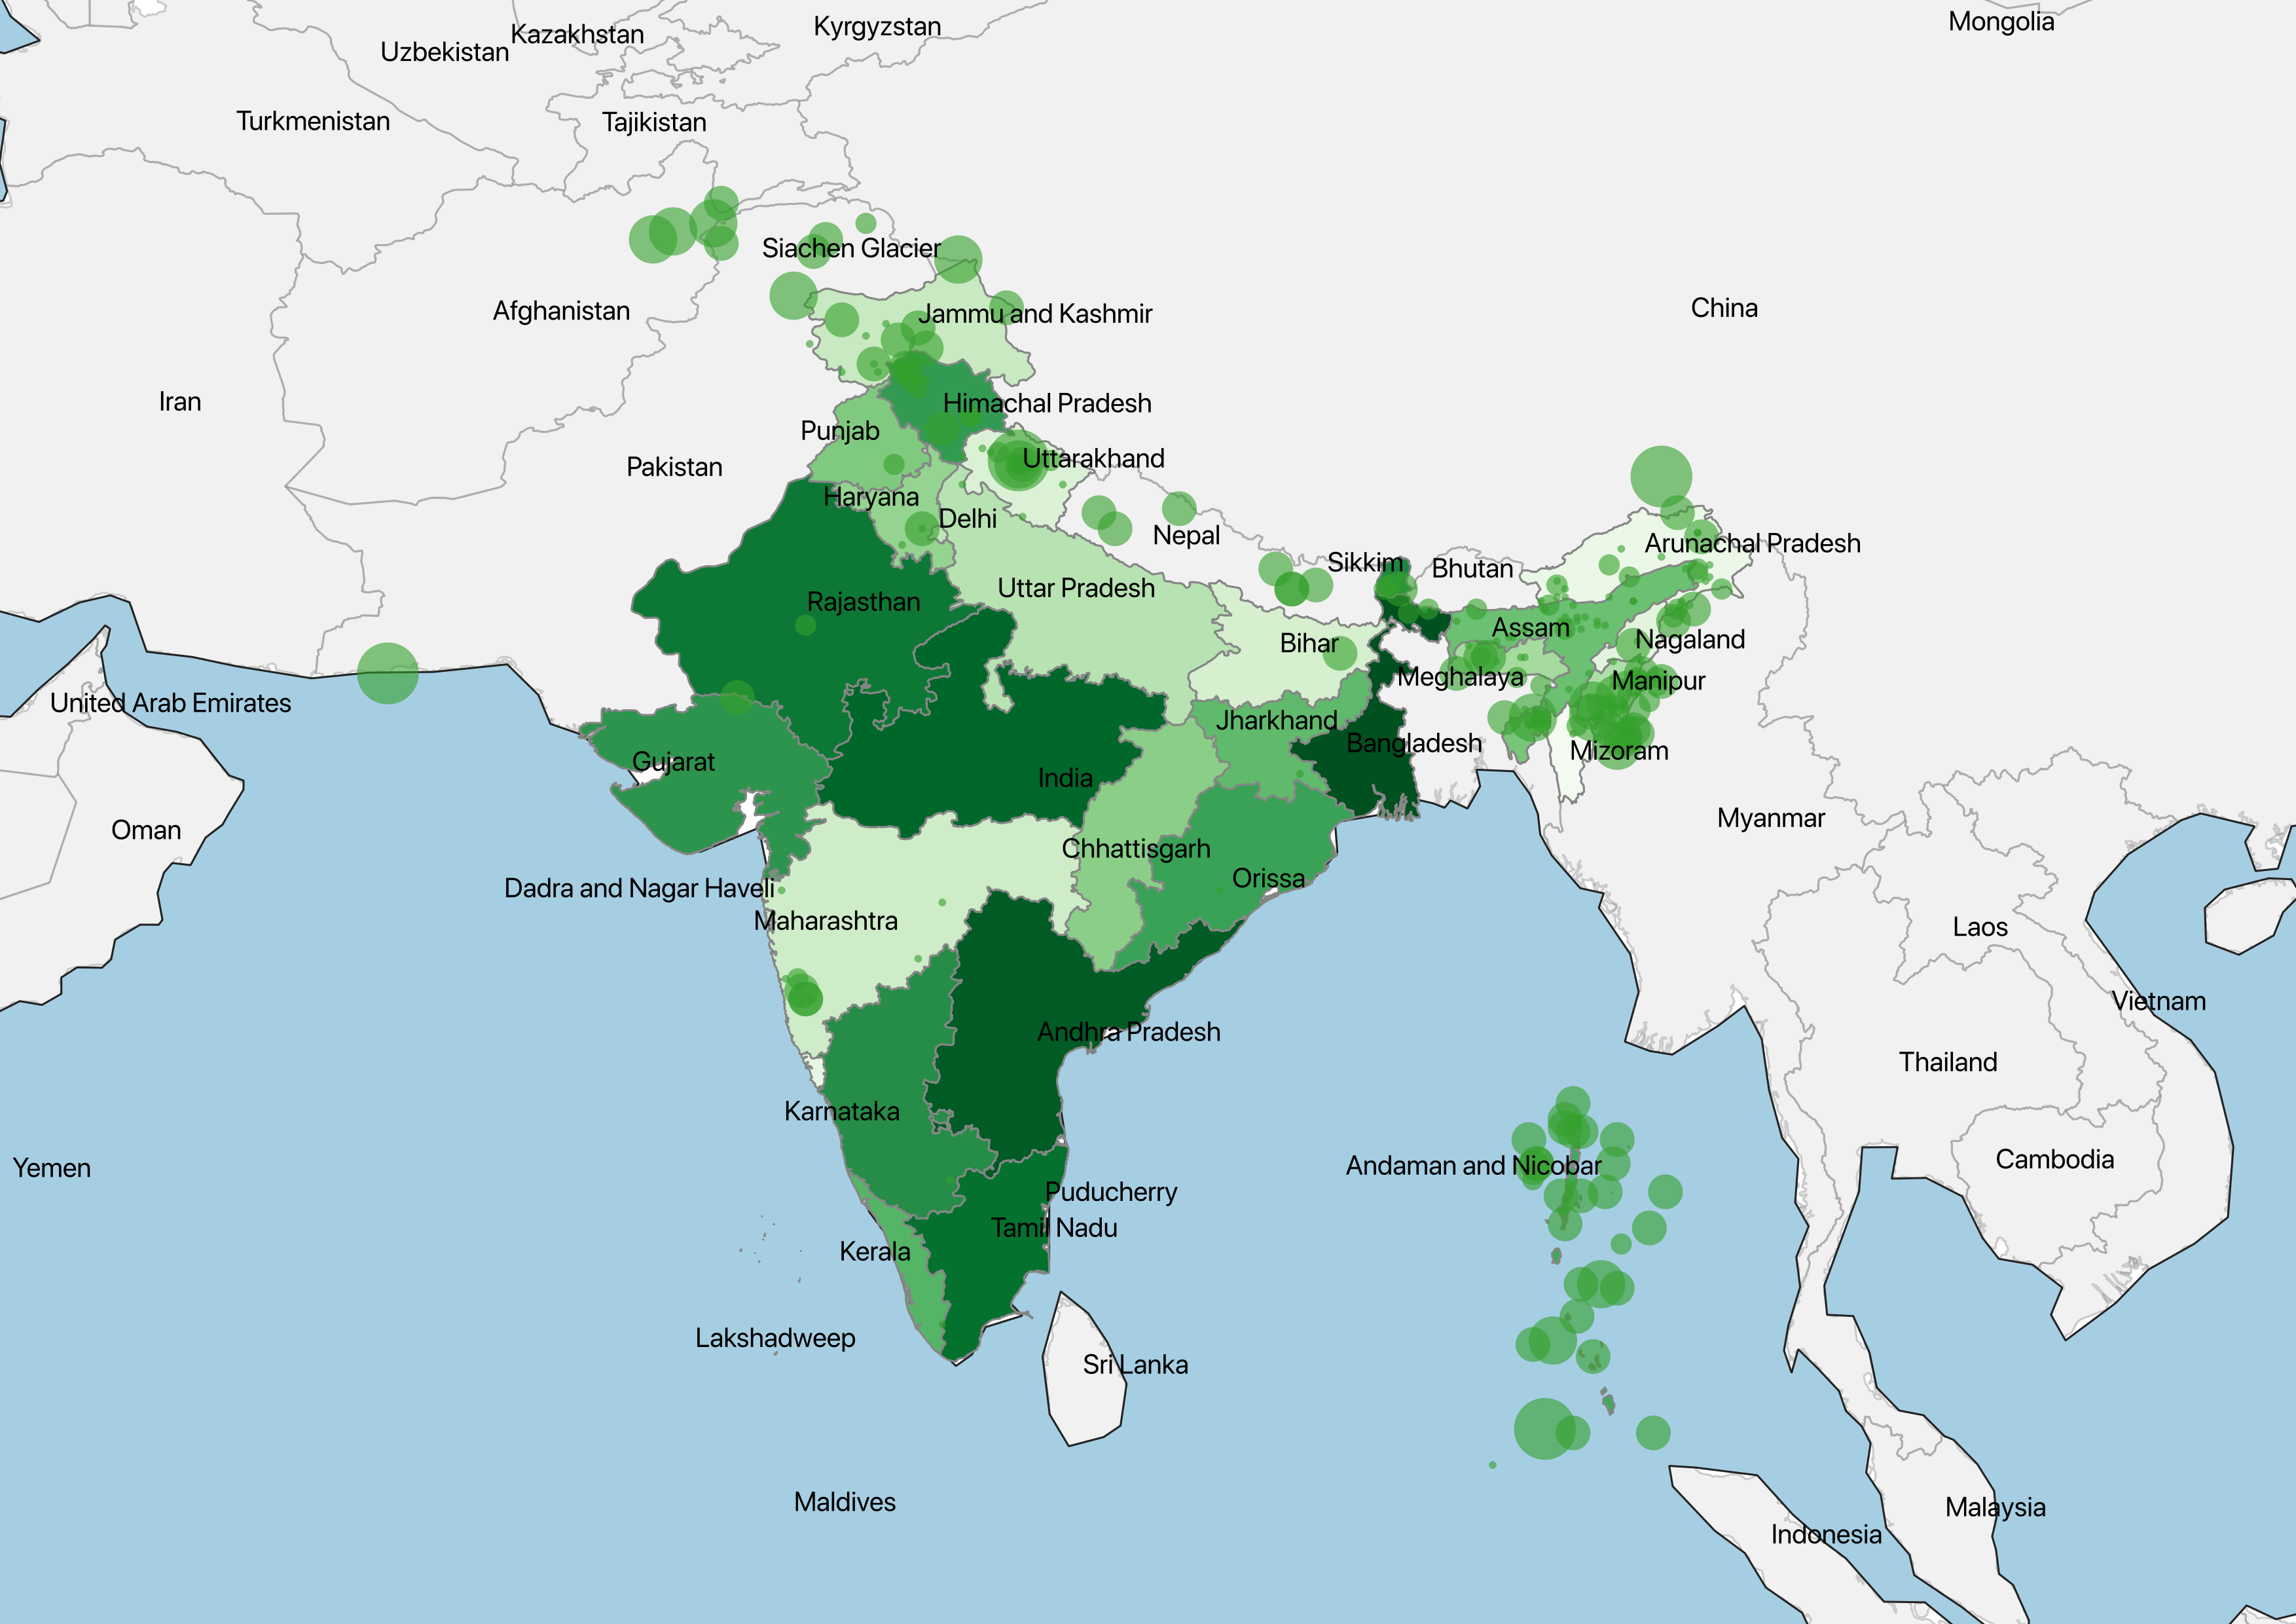 Mongolia
Kyrgyzstan
Kazakhstan
Uzbekistan
Turkmenistan
Tajikistan
Siachen Glacier
Afghanistan
Jammu and Kashmir
China
Iran
Himachal Pradesh
Punjab
Pakistan
Uttarakhand
Haryana
Delhi
Nepal
Arunachal Pradesh
Sikkim
Bhutan
Uttar Pradesh
Rajasthan
Assam
Bihar
Nagaland
Meghalaya
Manipur
United Arab Emirates
Jharkhand
Bangladesh
Mizoram
Gujarat
India
Myanmar
Oman
Chhattisgarh
Orissa
Dadra and Nagar Haveli
Maharashtra
Laos
Vietnam
Andhra Pradesh
Thailand
Karnataka
Yemen
Andaman and Nicobar
Cambodia
Puducherry
Tamil Nadu
Kerala
Lakshadweep
Sri Lanka
Maldives
Malaysia
Indonesia